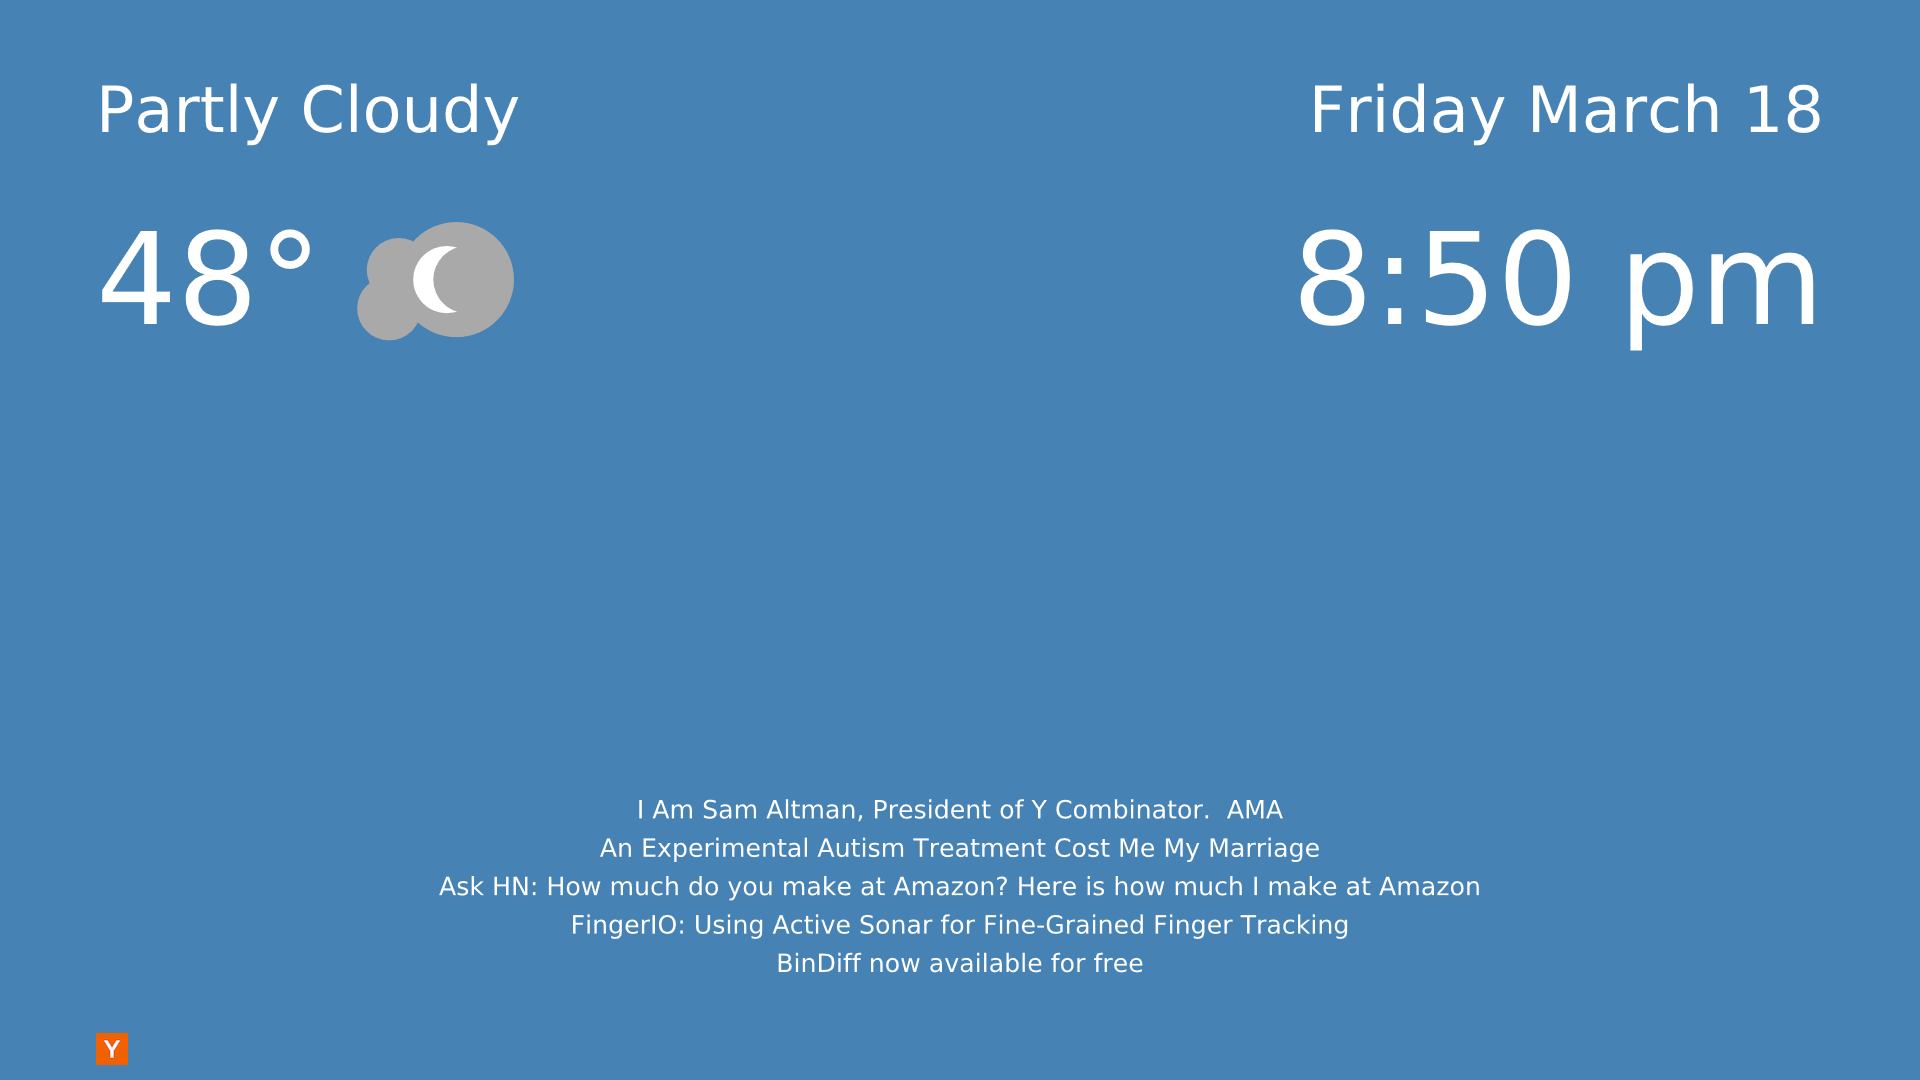 Partly Cloudy
Friday March 18
48°
8:50 pm
I Am Sam Altman, President of Y Combinator.  AMA
An Experimental Autism Treatment Cost Me My Marriage
Ask HN: How much do you make at Amazon? Here is how much I make at Amazon
FingerIO: Using Active Sonar for Fine-Grained Finger Tracking
BinDiff now available for free
Y